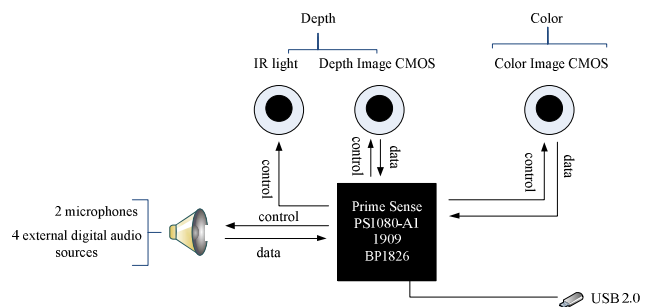 Depth
Color
IR light
Depth Image CMOS
Color Image CMOS
control
control
data
control
data
2 microphones
4 external digital audio
sources
control
data
Prime Sense
PS1080-A1
1909
BP1826
USB 2.0